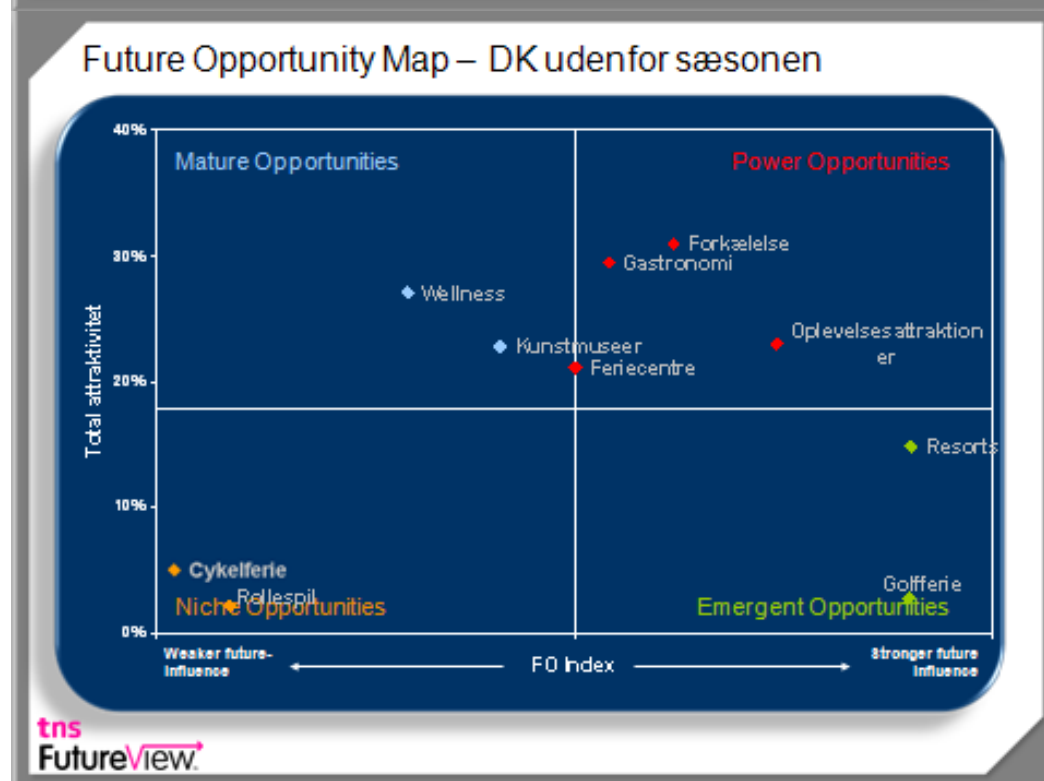 Future Opportunity Map – DK udenfor sæsonen
40%
Mature Opportunities
Power Opportunities
Forkælelse
30%
Gastronomi
Wellness
Oplevelsesattraktion
er
Kunstmuseer
Feriecentre
20%
Total attraktivitet
Resorts
10%
Cykelferie
Rollespil
Golfferie
Niche Opportunities
Emergent Opportunities
0%
Weaker future-
Influence
FO Index
Stronger future
Influence
tns
FutureView.